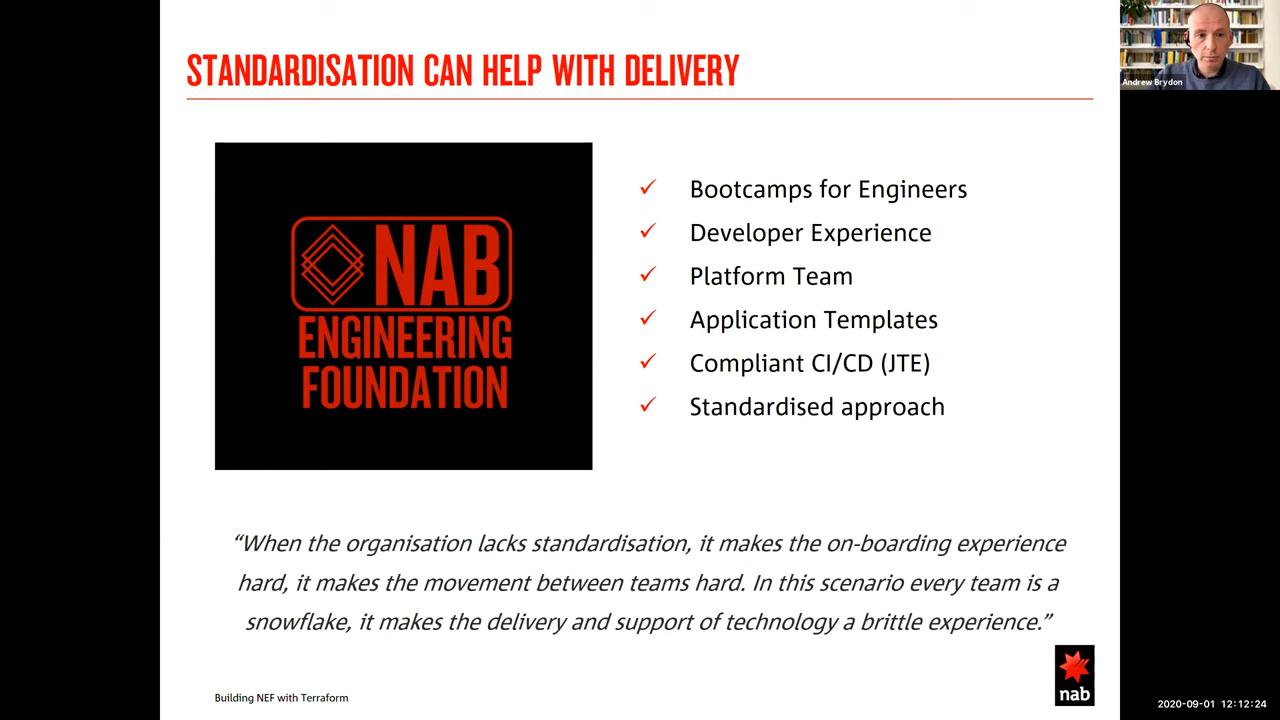 STANDARDISATION CAN HELP WITH DELIVERY
Andrew Brydon
NAB
ENGINEERING
FOUNDATION
✓ Bootcamps for Engineers
✓ Developer Experience
✓ Platform Team
✓ Application Templates
✓ Compliant CI/CD (JTE)
✓ Standardised approach
“When the organisation lacks standardisation, it makes the on-boarding experience
hard, it makes the movement between teams hard. In this scenario every team is a
snowflake, it makes the delivery and support of technology a brittle experience.”
nab
Building NEF with Terraform
2020-09-01 12:12:24